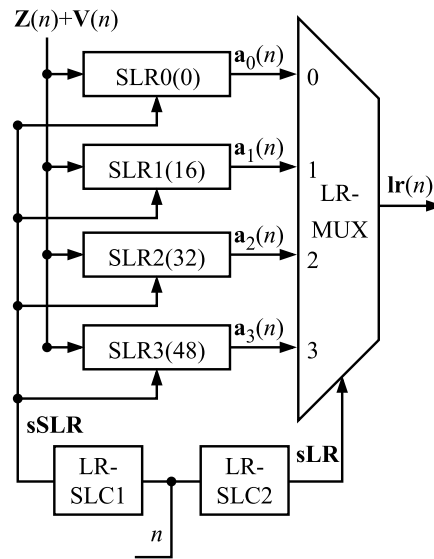 Z(n)+V(n)
SLR0(0)
a₀(n)
0
SLR1(16)
a₁(n)
1
LR-
MUX
lr(n)
SLR2(32)
a₂(n)
2
SLR3(48)
a₃(n)
3
sSLR
sLR
LR-
SLC1
LR-
SLC2
n